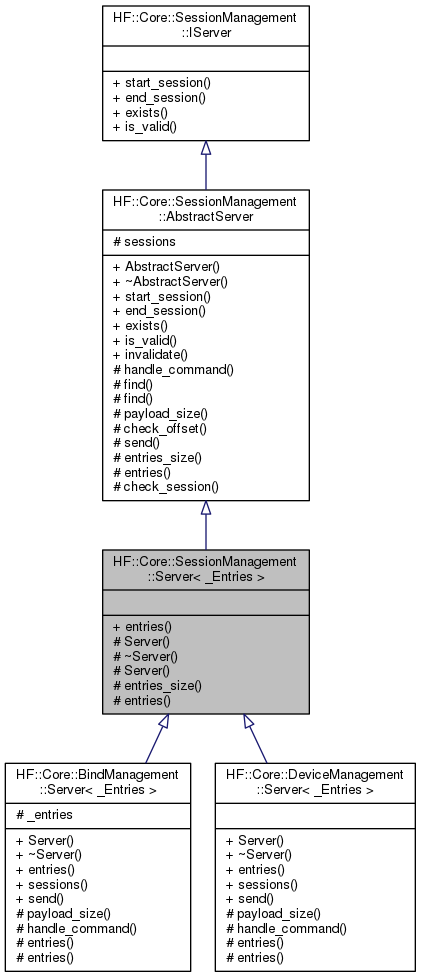 HF::Core::SessionManagement
::IServer
+ start_session()
+ end_session()
+ exists()
+ is_valid()
HF::Core::SessionManagement
::AbstractServer
# sessions
+ AbstractServer()
+ ~AbstractServer()
+ start_session()
+ end_session()
+ exists()
+ is_valid()
+ invalidate()
# handle_command()
# find()
# find()
# payload_size()
# check_offset()
# send()
# entries_size()
# entries()
# check_session()
HF::Core::SessionManagement
::Server< _Entries >
+ entries()
# Server()
# ~Server()
# Server()
# entries_size()
# entries()
HF::Core::BindManagement
::Server< _Entries >
# _entries
+ Server()
+ ~Server()
+ entries()
+ sessions()
+ send()
# payload_size()
# handle_command()
# entries()
# entries()
HF::Core::DeviceManagement
::Server< _Entries >
+ Server()
+ ~Server()
+ entries()
+ sessions()
+ send()
# payload_size()
# handle_command()
# entries()
# entries()